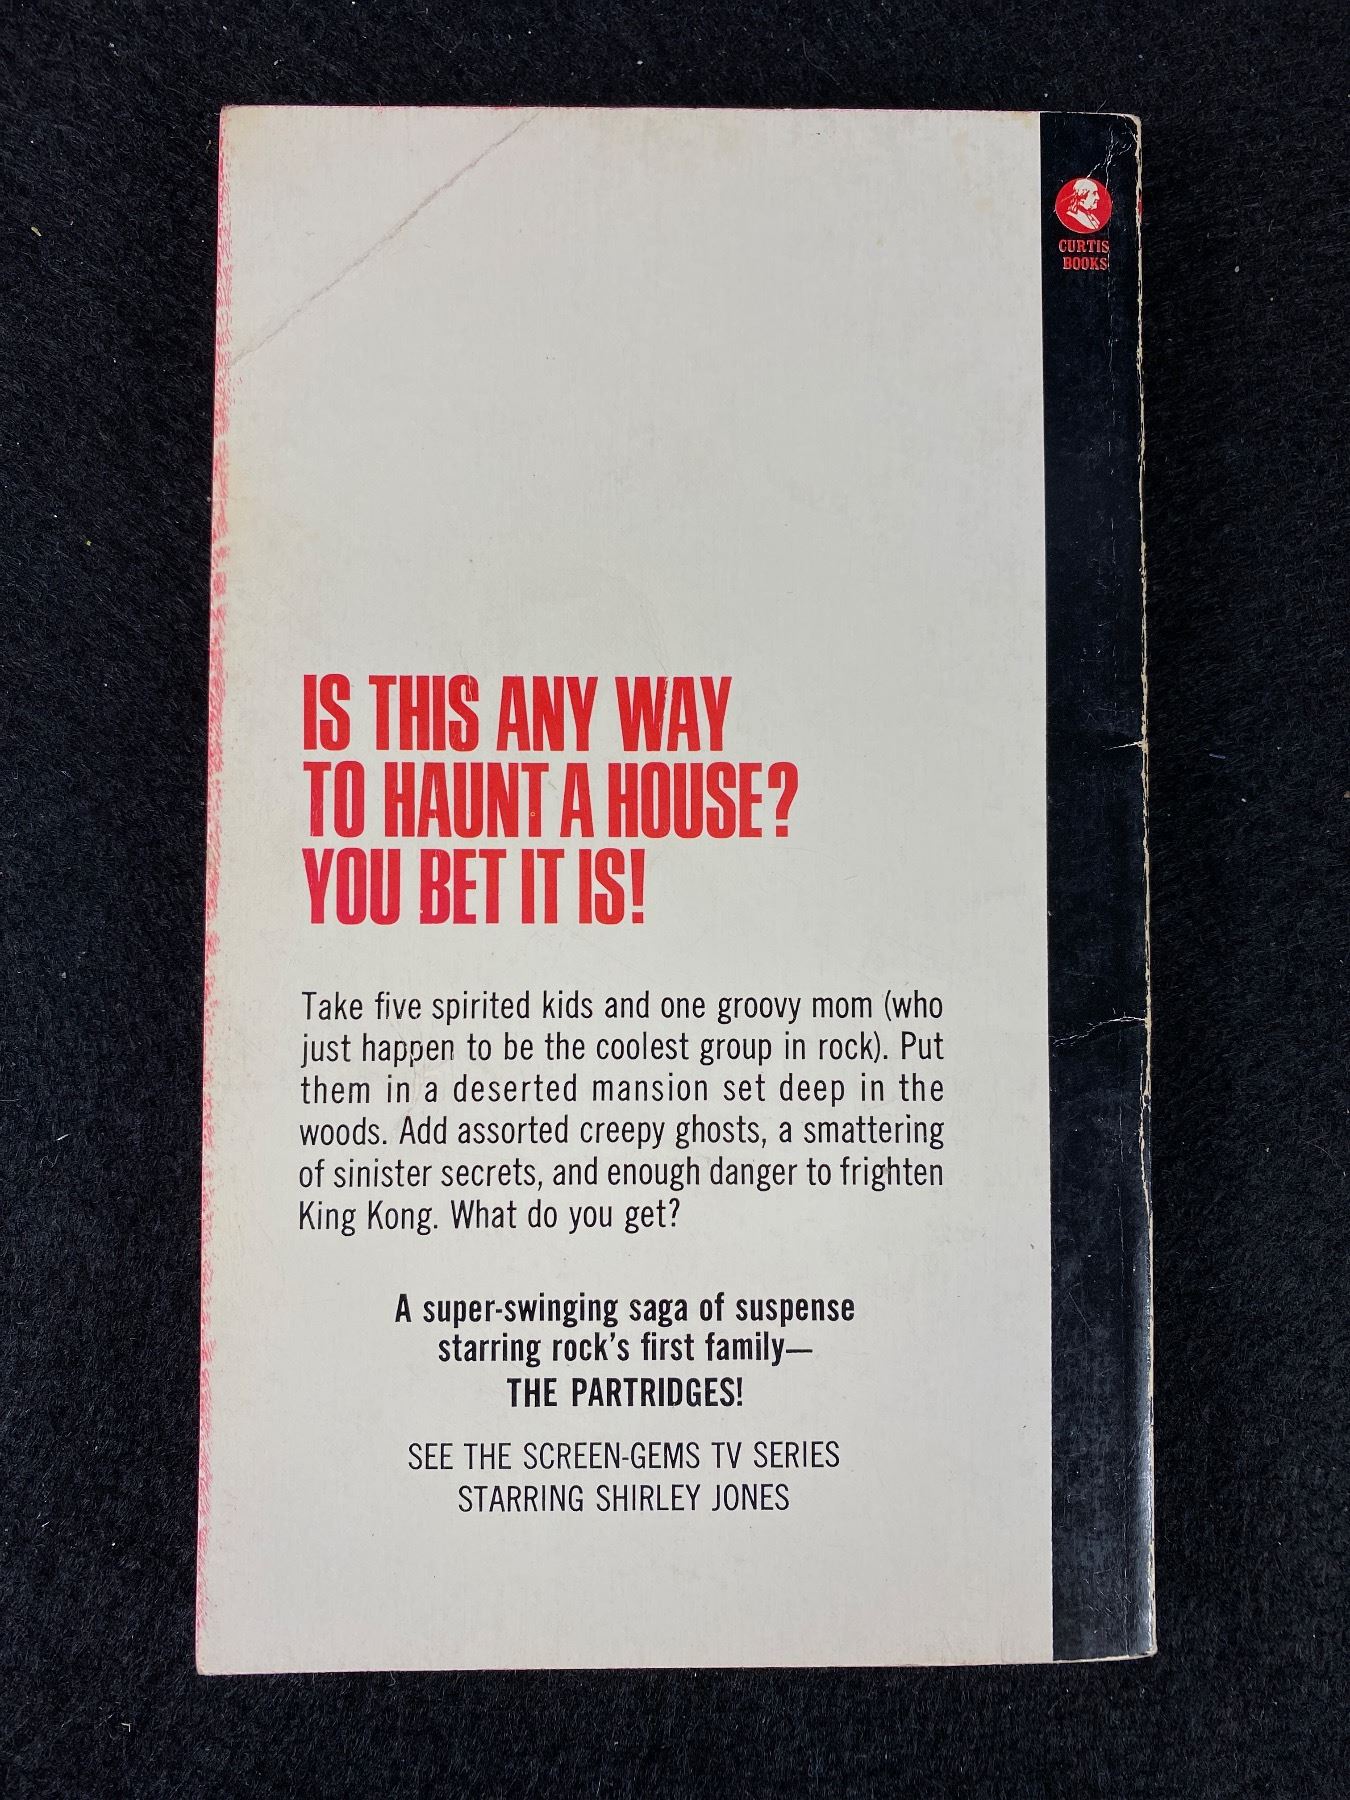 CURTIS
BOOKS
IS THIS ANY WAY
TO HAUNT A HOUSE?
YOU BET IT IS!
Take five spirited kids and one groovy mom (who
just happen to be the coolest group in rock). Put
them in a deserted mansion set deep in the
woods. Add assorted creepy ghosts, a smattering
of sinister secrets, and enough danger to frighten
King Kong. What do you get?
A super-swinging saga of suspense
starring rock's first family—
THE PARTRIDGES!
SEE THE SCREEN-GEMS TV SERIES
STARRING SHIRLEY JONES